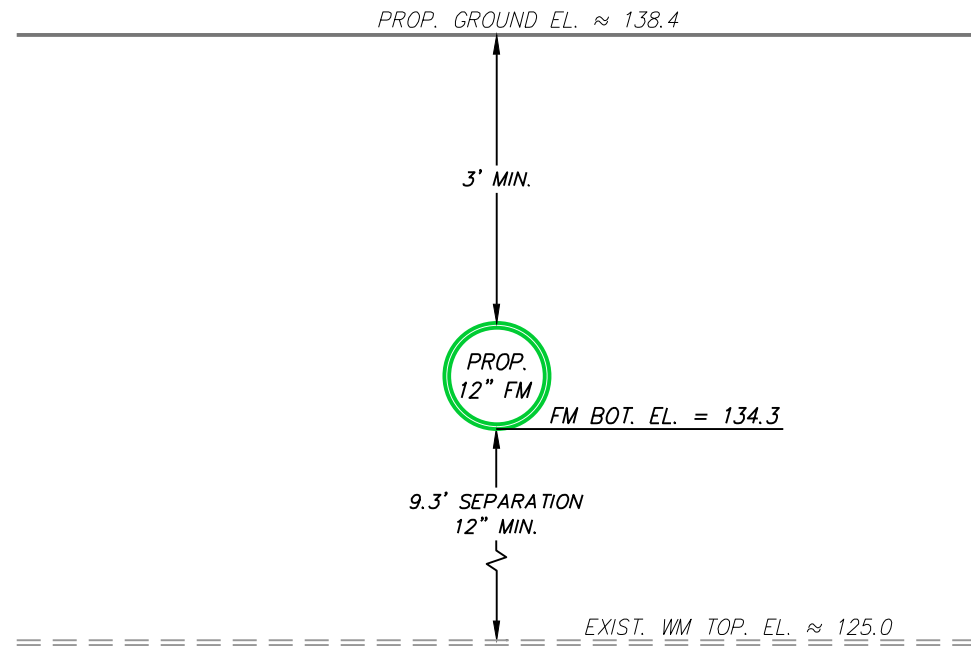 PROP. GROUND EL. ≈ 138.4
3' MIN.
PROP.
12" FM
FM BOT. EL. = 134.3
9.3' SEPARATION
12" MIN.
EXIST. WM TOP. EL. ≈ 125.0